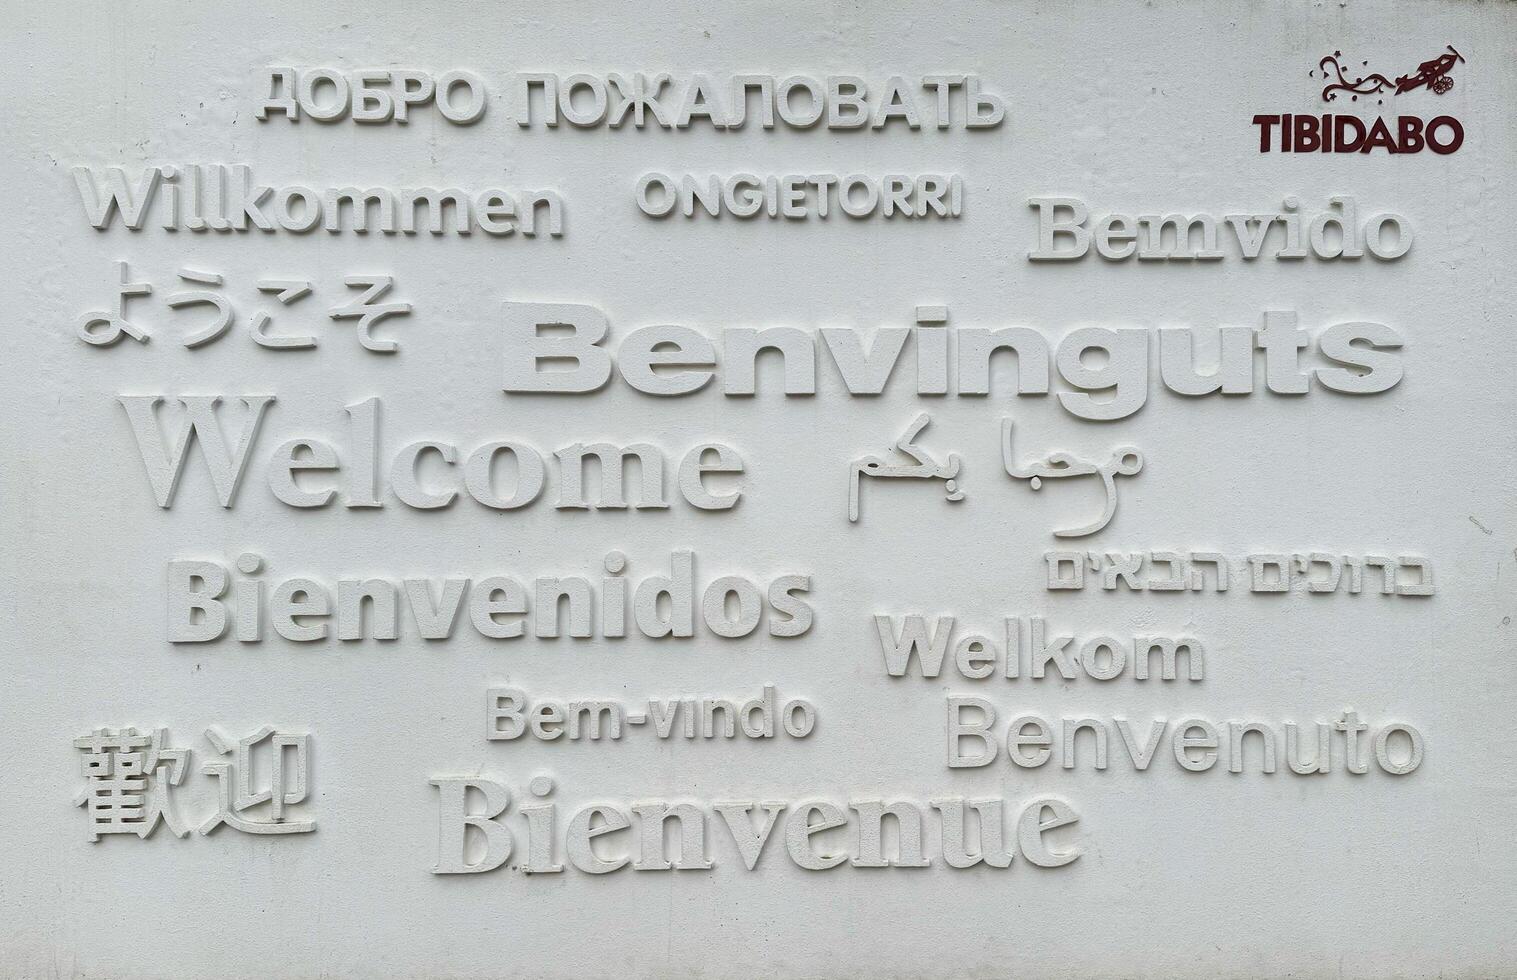 ДОБРО ПОЖАЛОВАТЬ
TIBIDABO
Willkommen
ONGIETORRI
Bemvido
ようこそ
Benvinguts
Welcome
مرحبا بكم
Bienvenidos
ברוכים הבאים
Welkom
Bem-vindo
Benvenuto
歡迎
Bienvenue